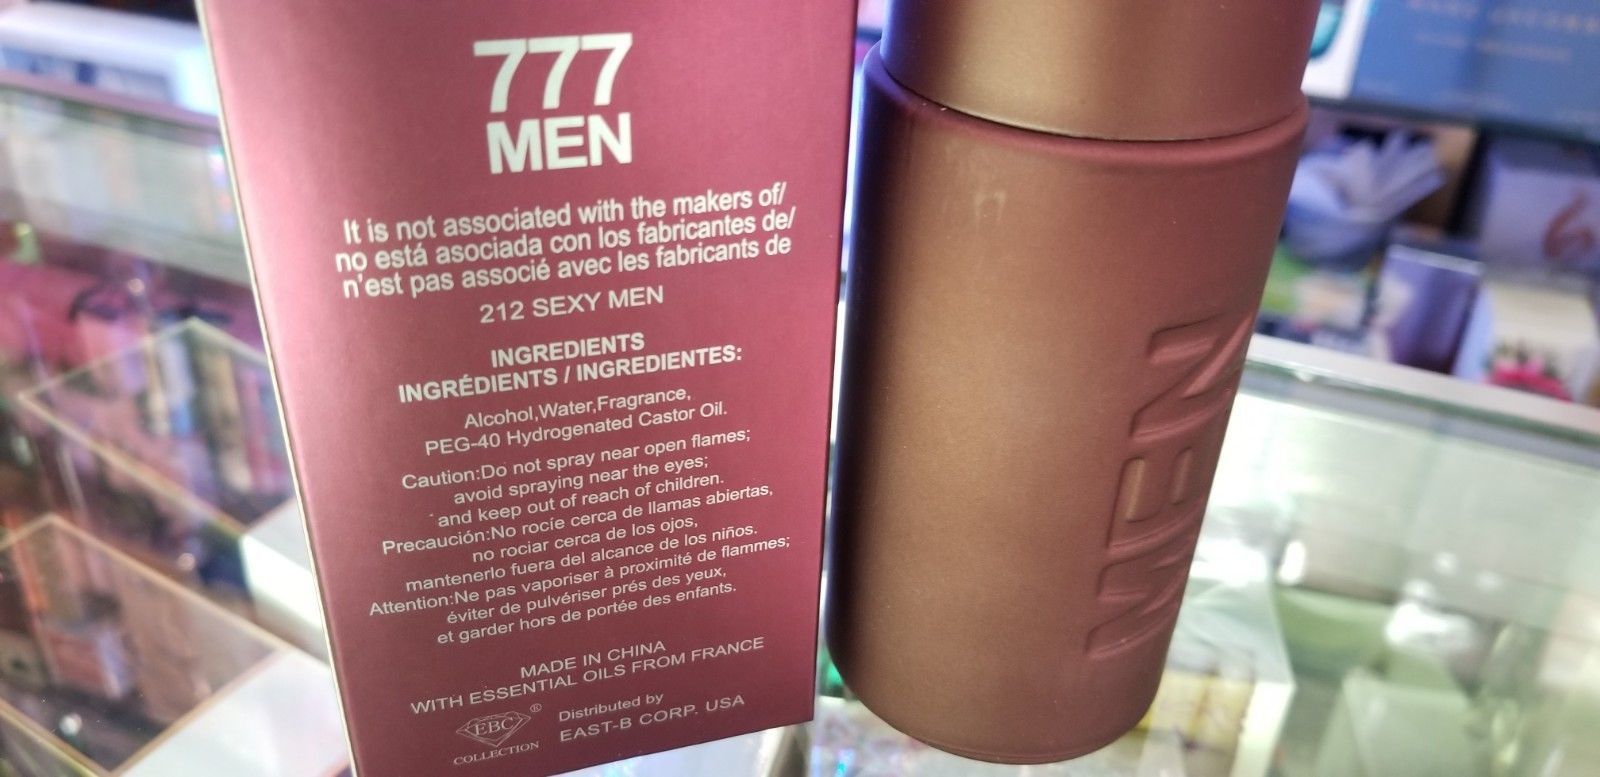 777
MEN
It is not associated with the makers of/
no está asociada con los fabricantes de/
n'est pas associé avec les fabricants de
212 SEXY MEN
INGREDIENTS
INGRÉDIENTS / INGREDIENTES:
Alcohol,Water,Fragrance,
PEG-40 Hydrogenated Castor Oil.
Caution:Do not spray near open flames;
avoid spraying near the eyes;
and keep out of reach of children.
Precaución:No rocíe cerca de llamas abiertas,
no rociar cerca de los ojos,
mantenerlo fuera del alcance de los niños.
Attention:Ne pas vaporiser à proximité de flammes;
éviter de pulvériser prés des yeux,
et garder hors de portée des enfants.
MADE IN CHINA
WITH ESSENTIAL OILS FROM FRANCE
EBC ®
COLLECTION
Distributed by
EAST-B CORP. USA
MEN